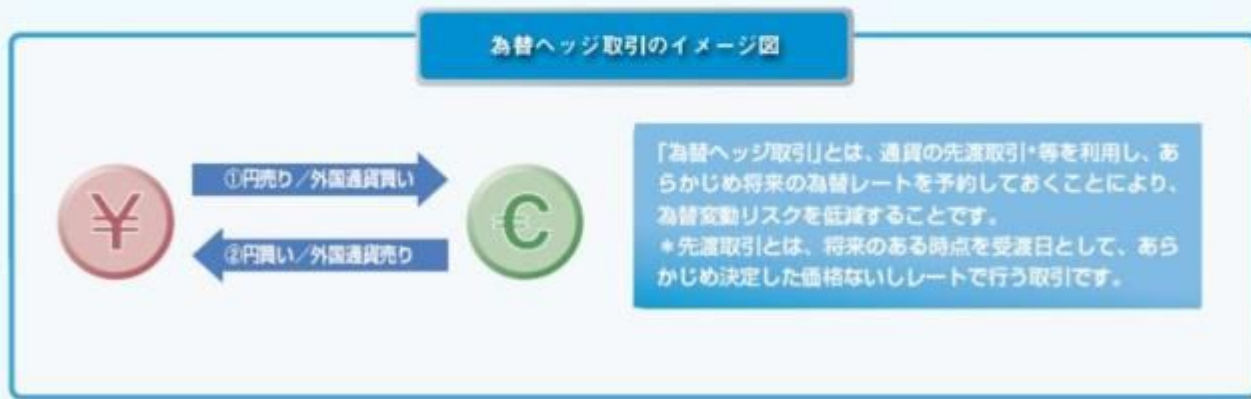 為替ヘッジ取引のイメージ図
¥
①円売り/外国通貨買い
②円買い/外国通貨売り
€
「為替ヘッジ取引」とは、通貨の先渡取引*等を利用し、あ
らかじめ将来の為替レートを予約しておくことにより、
為替変動リスクを低減することです。
*先渡取引とは、将来のある時点を受渡日として、あら
かじめ決定した価格ないしレートで行う取引です。